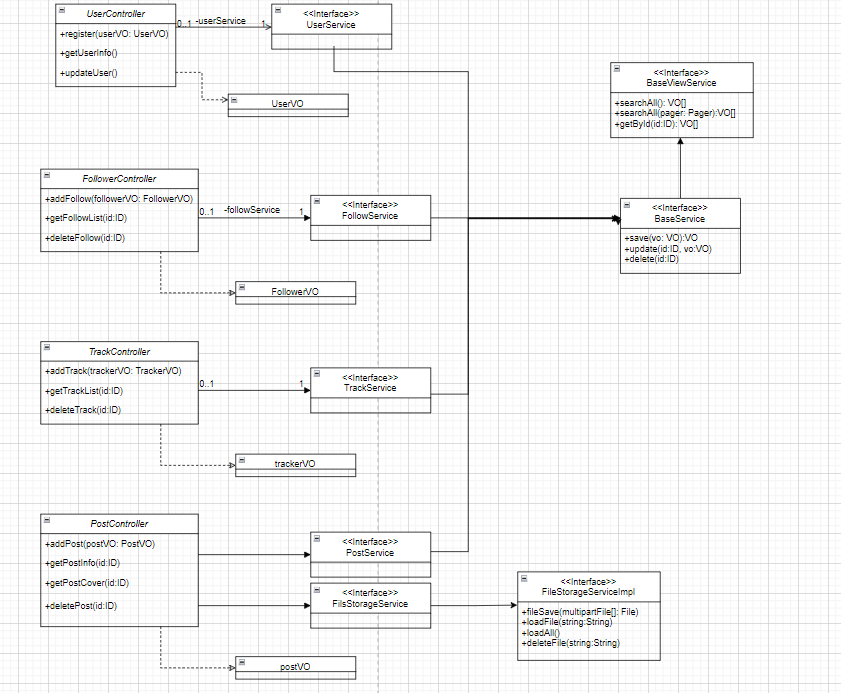 UserController
+register(userVO: UserVO)
+getUserInfo()
+updateUser()
0..1 -userService 1
<<Interface>>
UserService
UserVO
<<Interface>>
BaseViewService
+searchAll(): VO[]
+searchAll(pager: Pager):VO[]
+getById(id:ID): VO[]
FollowerController
+addFollow(followerVO: FollowerVO)
+getFollowList(id:ID)
+deleteFollow(id:ID)
0..1 -followService 1
<<Interface>>
FollowService
<<Interface>>
BaseService
+save(vo: VO):VO
+update(id:ID, vo:VO)
+delete(id:ID)
FollowerVO
TrackController
+addTrack(trackerVO: TrackerVO)
+getTrackList(id:ID)
+deleteTrack(id:ID)
0..1 1
<<Interface>>
TrackService
trackerVO
PostController
+addPost(postVO: PostVO)
+getPostInfo(id:ID)
+getPostCover(id:ID)
+deletePost(id:ID)
<<Interface>>
PostService
<<Interface>>
FilsStorageService
<<Interface>>
FileStorageServiceImpl
+fileSave(multipartFile[]: File)
+loadFile(string:String)
+loadAll()
+deleteFile(string:String)
postVO